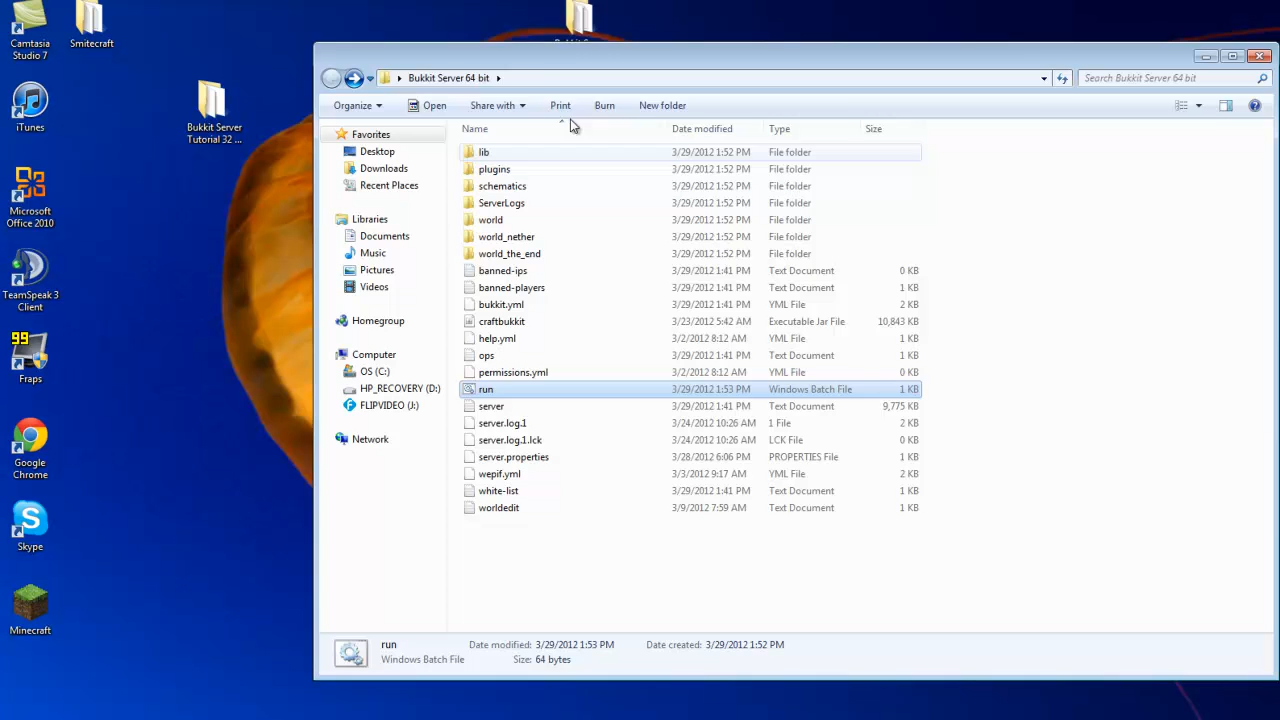 Camtasia
Studio 7
Smitecraft
iTunes
Bukkit Server
Tutorial 32 ...
Microsoft
Office 2010
TeamSpeak 3
Client
99
Fraps
Google
Chrome
Skype
Minecraft
Bukkit Server 64 bit
Search Bukkit Server 64 bit
Organize Open Share with Print Burn New folder
Name Date modified Type Size
Favorites
Desktop
Downloads
Recent Places
Libraries
Documents
Music
Pictures
Videos
Homegroup
Computer
OS (C:)
HP_RECOVERY (D:)
FLIPVIDEO (J:)
Network
lib 3/29/2012 1:52 PM File folder
plugins 3/29/2012 1:52 PM File folder
schematics 3/29/2012 1:52 PM File folder
ServerLogs 3/29/2012 1:52 PM File folder
world 3/29/2012 1:52 PM File folder
world_nether 3/29/2012 1:52 PM File folder
world_the_end 3/29/2012 1:52 PM File folder
banned-ips 3/29/2012 1:41 PM Text Document 0 KB
banned-players 3/29/2012 1:41 PM Text Document 1 KB
bukkit.yml 3/29/2012 1:41 PM YML File 2 KB
craftbukkit 3/23/2012 5:42 AM Executable Jar File 10,843 KB
help.yml 3/2/2012 8:12 AM YML File 1 KB
ops 3/29/2012 1:41 PM Text Document 1 KB
permissions.yml 3/2/2012 8:12 AM YML File 0 KB
run 3/29/2012 1:53 PM Windows Batch File 1 KB
server 3/29/2012 1:41 PM Text Document 9,775 KB
server.log.1 3/24/2012 10:26 AM 1 File 2 KB
server.log.1.lck 3/24/2012 10:26 AM LCK File 0 KB
server.properties 3/28/2012 6:06 PM PROPERTIES File 1 KB
wepif.yml 3/3/2012 9:17 AM YML File 2 KB
white-list 3/29/2012 1:41 PM Text Document 1 KB
worldedit 3/9/2012 7:59 AM Text Document 1 KB
run Date modified: 3/29/2012 1:53 PM Date created: 3/29/2012 1:52 PM
Windows Batch File Size: 64 bytes